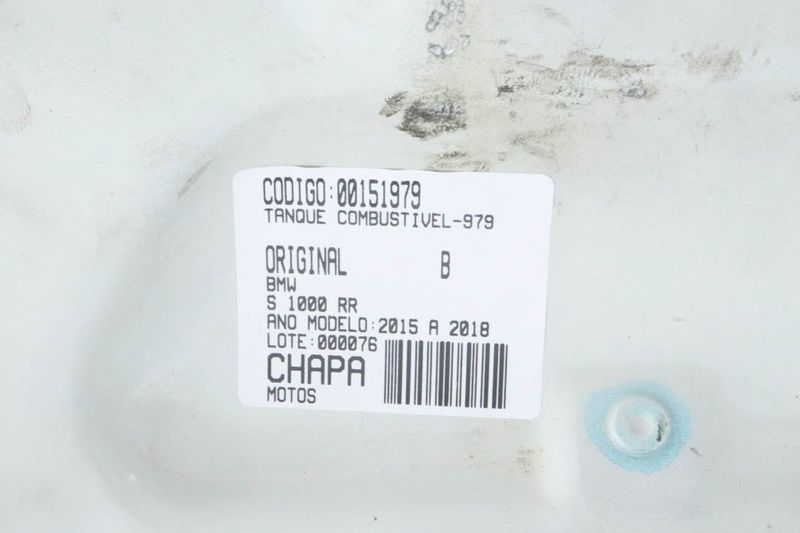 CODIGO:00151979
TANQUE COMBUSTIVEL-979
ORIGINAL B
BMW
S 1000 RR
ANO MODELO:2015 A 2018
LOTE:000076
CHAPA
MOTOS